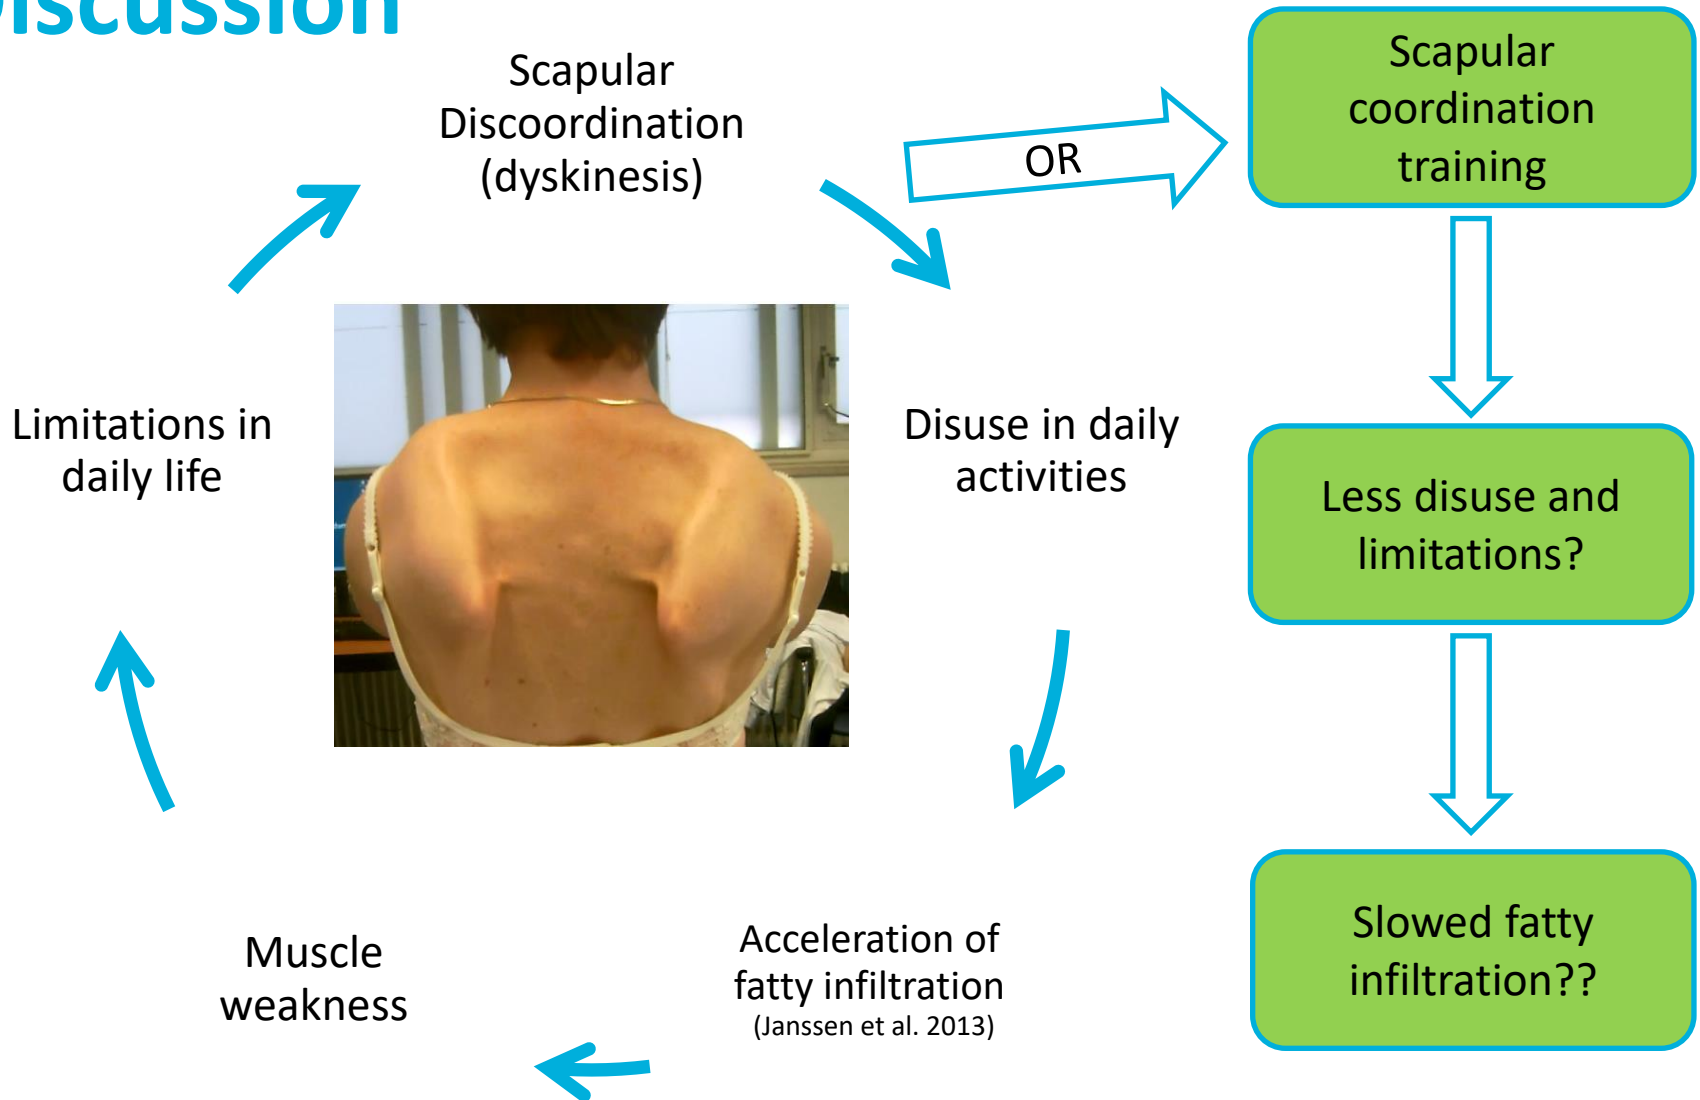 Discussion
Scapular
Discoordination
(dyskinesis)
OR
Scapular
coordination
training
Limitations in
daily life
Disuse in daily
activities
Less disuse and
limitations?
Muscle
weakness
Acceleration of
fatty infiltration
(Janssen et al. 2013)
Slowed fatty
infiltration??